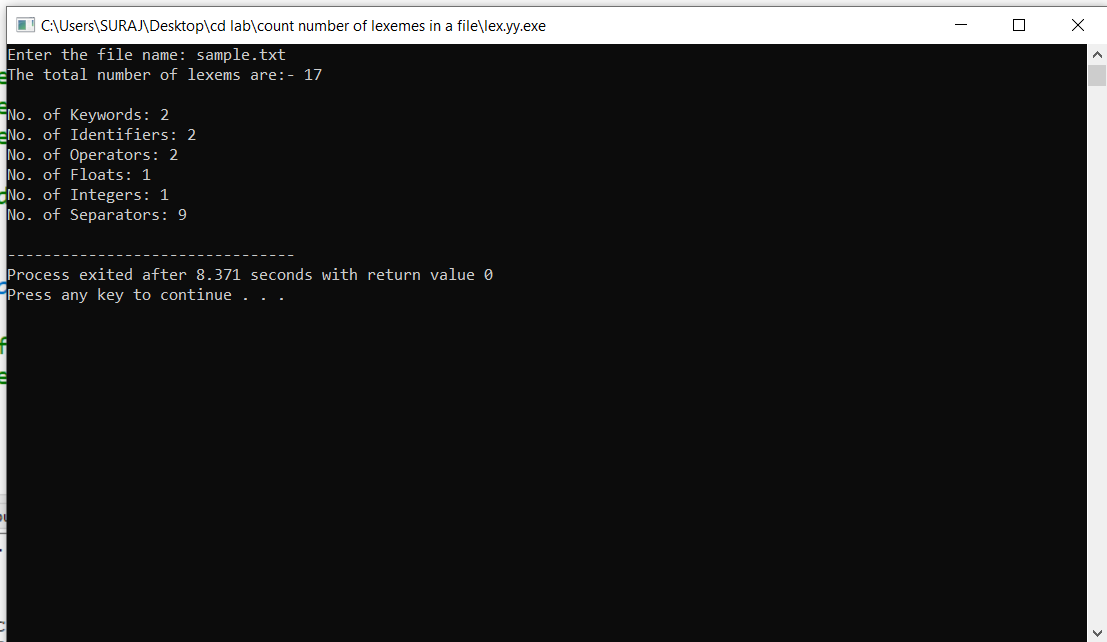 C:\Users\SURAJ\Desktop\cd lab\count number of lexemes in a file\lex.yy.exe
Enter the file name: sample.txt
The total number of lexems are:- 17
No. of Keywords: 2
No. of Identifiers: 2
No. of Operators: 2
No. of Floats: 1
No. of Integers: 1
No. of Separators: 9
--------------------------------
Process exited after 8.371 seconds with return value 0
Press any key to continue . . .